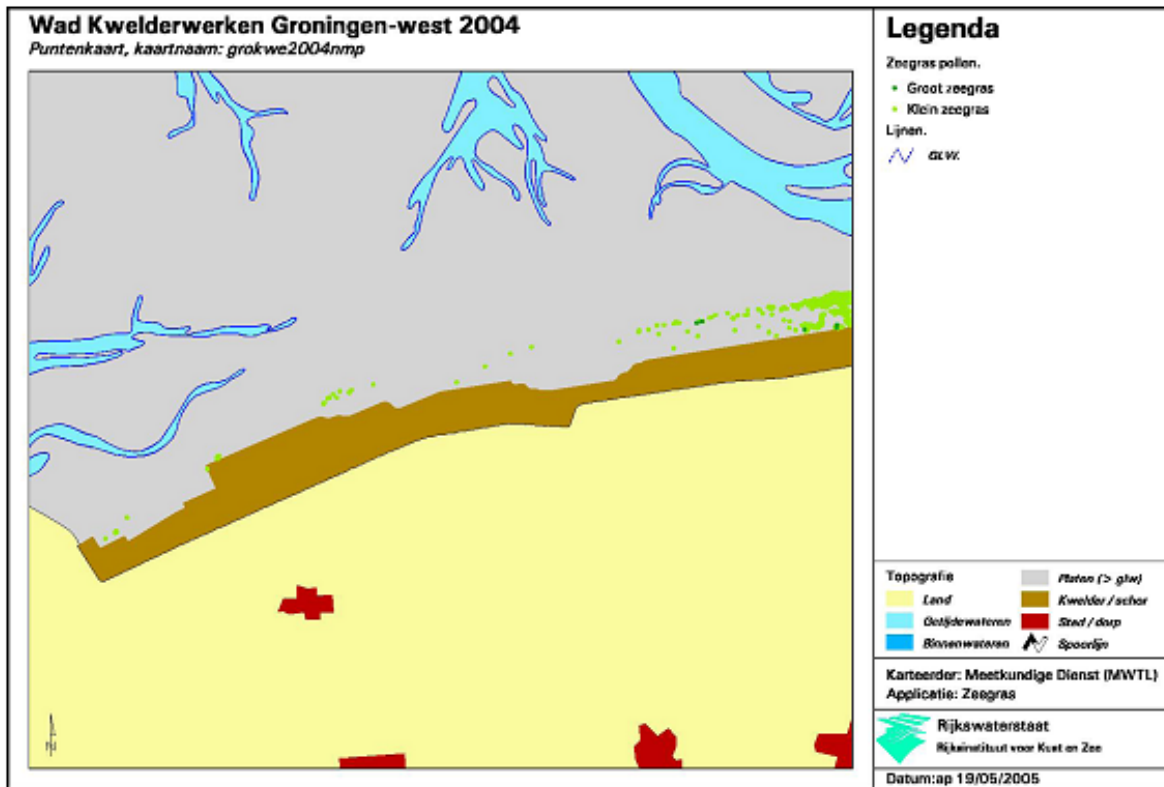 Wad Kwelderwerken Groningen-west 2004
Puntenkaart, kaartnaam: grokwe2004nmp
N
Legenda
Zeegras pollen.
Groot zeegras
Klein zeegras
Lijnen.
GLW.
Topografie
Land
Getijdewateren
Binnenwateren
Platen (> glw)
Kwelder / schor
Stad / dorp
Spoorlijn
Karteerder: Meetkundige Dienst (MWTL)
Applicatie: Zeegras
Rijkswaterstaat
Rijksinstituut voor Kust en Zee
Datum:ap 19/05/2005